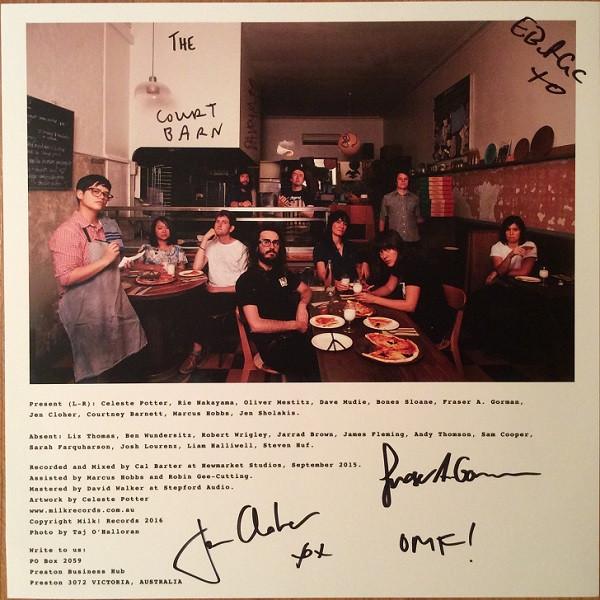 THE
COURT
BARN
XO
Present (L-R): Celeste Potter, Rie Nakayama, Oliver Mestitz, Dave Mudie, Bones Sloane, Fraser A. Gorman,
Jen Cloher, Courtney Barnett, Marcus Hobbs, Jen Sholakis.
Absent: Liz Thomas, Ben Wundersitz, Robert Wrigley, Jarrad Brown, James Fleming, Andy Thomson, Sam Cooper,
Sarah Farquharson, Josh Lourenz, Liam Halliwell, Steven Huf.
Recorded and Mixed by Cal Barter at Newmarket Studios, September 2015.
Assisted by Marcus Hobbs and Robin Gee-Cutting.
Mastered by David Walker at Stepford Audio.
Artwork by Celeste Potter
www.milkrecords.com.au
Copyright Milk! Records 2016
Photo by Taj O'Halloran
Fraser A Gorman
Jen Cloher
xx
OMF!
Write to us:
PO Box 2059
Preston Business Hub
Preston 3072 VICTORIA, AUSTRALIA